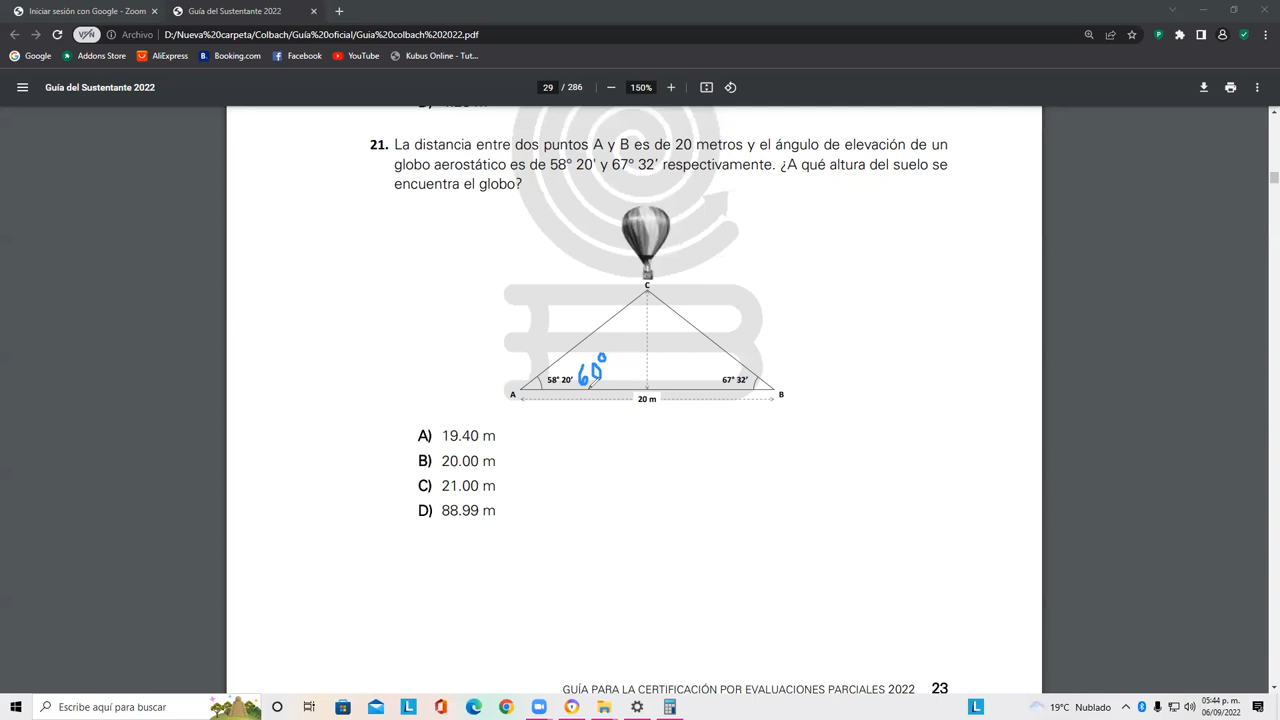 Iniciar sesión con Google - Zoom
Guía del Sustentante 2022
VPN
Archivo
D:/Nueva%20carpeta/Colbach/Guía%20oficial/Guia%20colbach%202022.pdf
Google
Addons Store
AliExpress
Booking.com
Facebook
YouTube
Kubus Online - Tut...
Guía del Sustentante 2022
29 / 286
150%
21. La distancia entre dos puntos A y B es de 20 metros y el ángulo de elevación de un
globo aerostático es de 58° 20' y 67° 32' respectivamente. ¿A qué altura del suelo se
encuentra el globo?
C
60°
58° 20'
67° 32'
A
B
20 m
A) 19.40 m
B) 20.00 m
C) 21.00 m
D) 88.99 m
GUÍA PARA LA CERTIFICACIÓN POR EVALUACIONES PARCIALES 2022 23
Escribe aquí para buscar
19°C Nublado
05:44 p. m.
06/09/2022